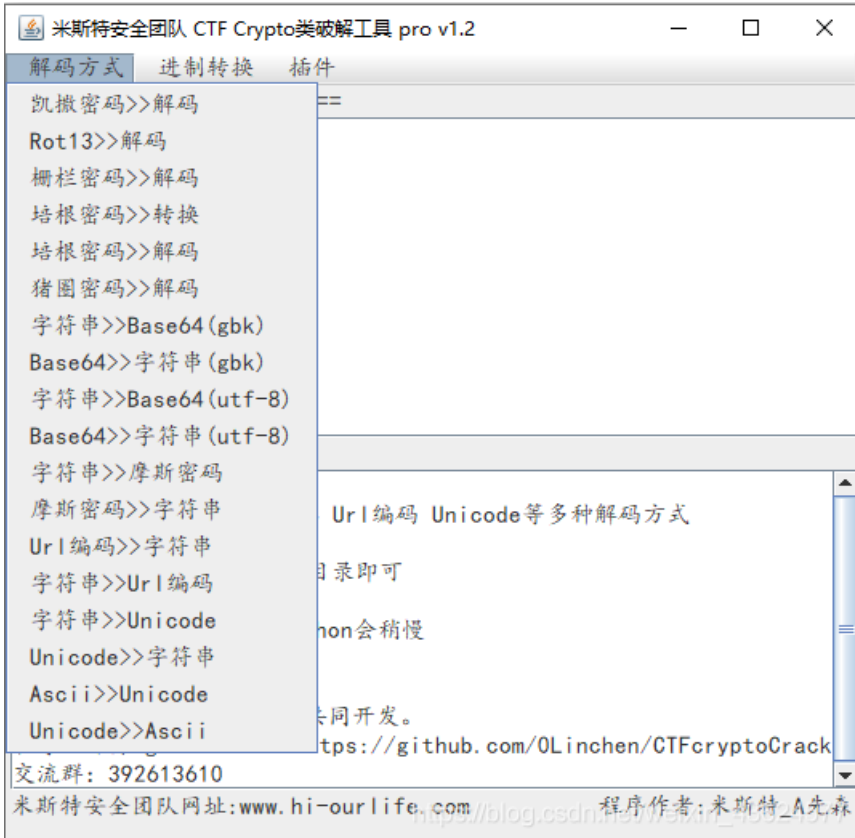 米斯特安全团队 CTF Crypto类破解工具 pro v1.2
解码方式 进制转换 插件
==
凯撒密码>>解码
Rot13>>解码
栅栏密码>>解码
培根密码>>转换
培根密码>>解码
猪圈密码>>解码
字符串>>Base64(gbk)
Base64>>字符串(gbk)
字符串>>Base64(utf-8)
Base64>>字符串(utf-8)
字符串>>摩斯密码
摩斯密码>>字符串
Url编码>>字符串
字符串>>Url编码
字符串>>Unicode
Unicode>>字符串
Ascii>>Unicode
Unicode>>Ascii
Url编码 Unicode等多种解码方式
目录即可
hon会稍慢
共同开发。
tps://github.com/0Linchen/CTFcryptoCrack
交流群: 392613610
米斯特安全团队网址:www.hi-ourlife.com 程序作者:米斯特_A先森